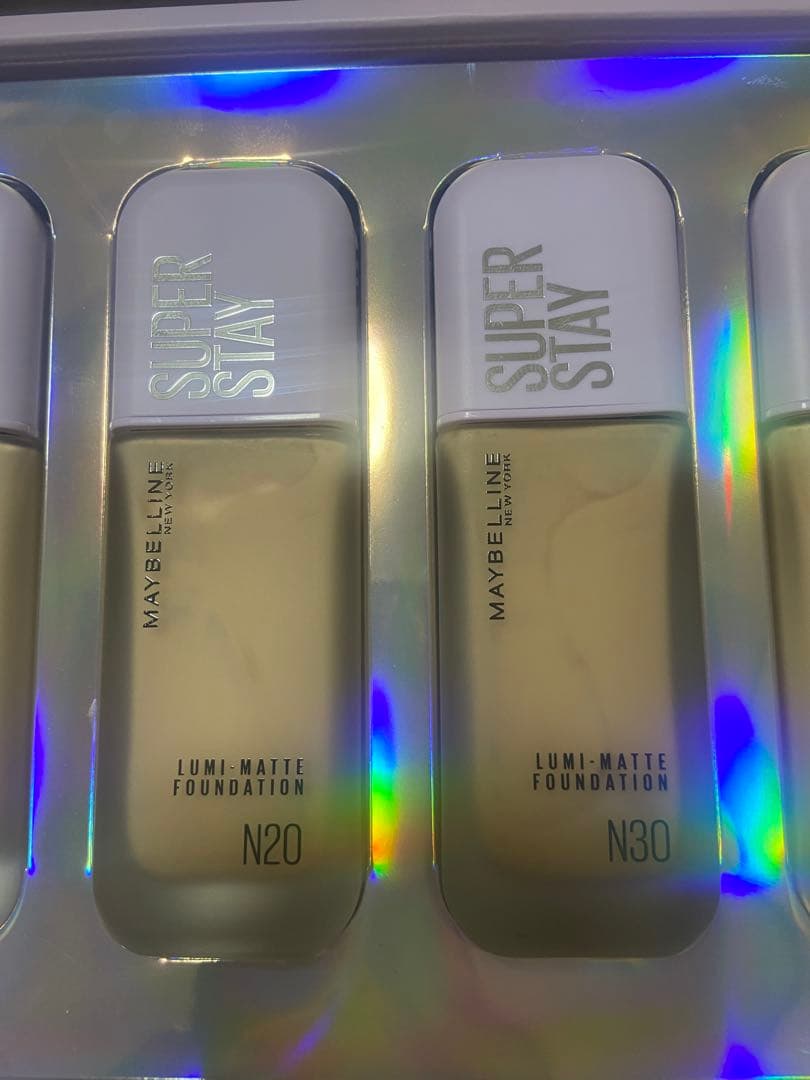 SUPER
STAY
MAYBELLINE
NEW YORK
LUMI-MATTE
FOUNDATION
N20
SUPER
STAY
MAYBELLINE
NEW YORK
LUMI-MATTE
FOUNDATION
N30